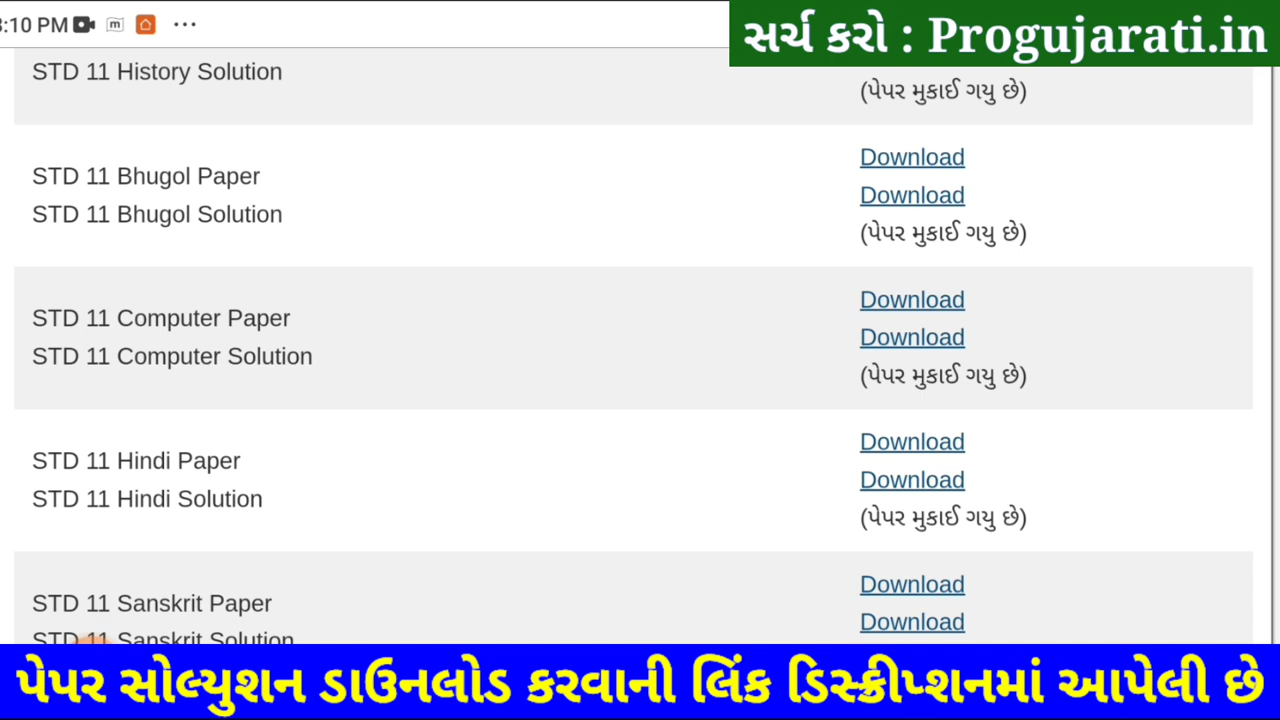 3:10 PM
સર્ચ કરો : Progujarati.in
STD 11 History Solution
(પેપર મુકાઈ ગયુ છે)
STD 11 Bhugol Paper
Download
STD 11 Bhugol Solution
Download
(પેપર મુકાઈ ગયુ છે)
STD 11 Computer Paper
Download
STD 11 Computer Solution
Download
(પેપર મુકાઈ ગયુ છે)
STD 11 Hindi Paper
Download
STD 11 Hindi Solution
Download
(પેપર મુકાઈ ગયુ છે)
STD 11 Sanskrit Paper
Download
STD 11 Sanskrit Solution
Download
પેપર સોલ્યુશન ડાઉનલોડ કરવાની લિંક ડિસ્ક્રીપ્શનમાં આપેલી છે